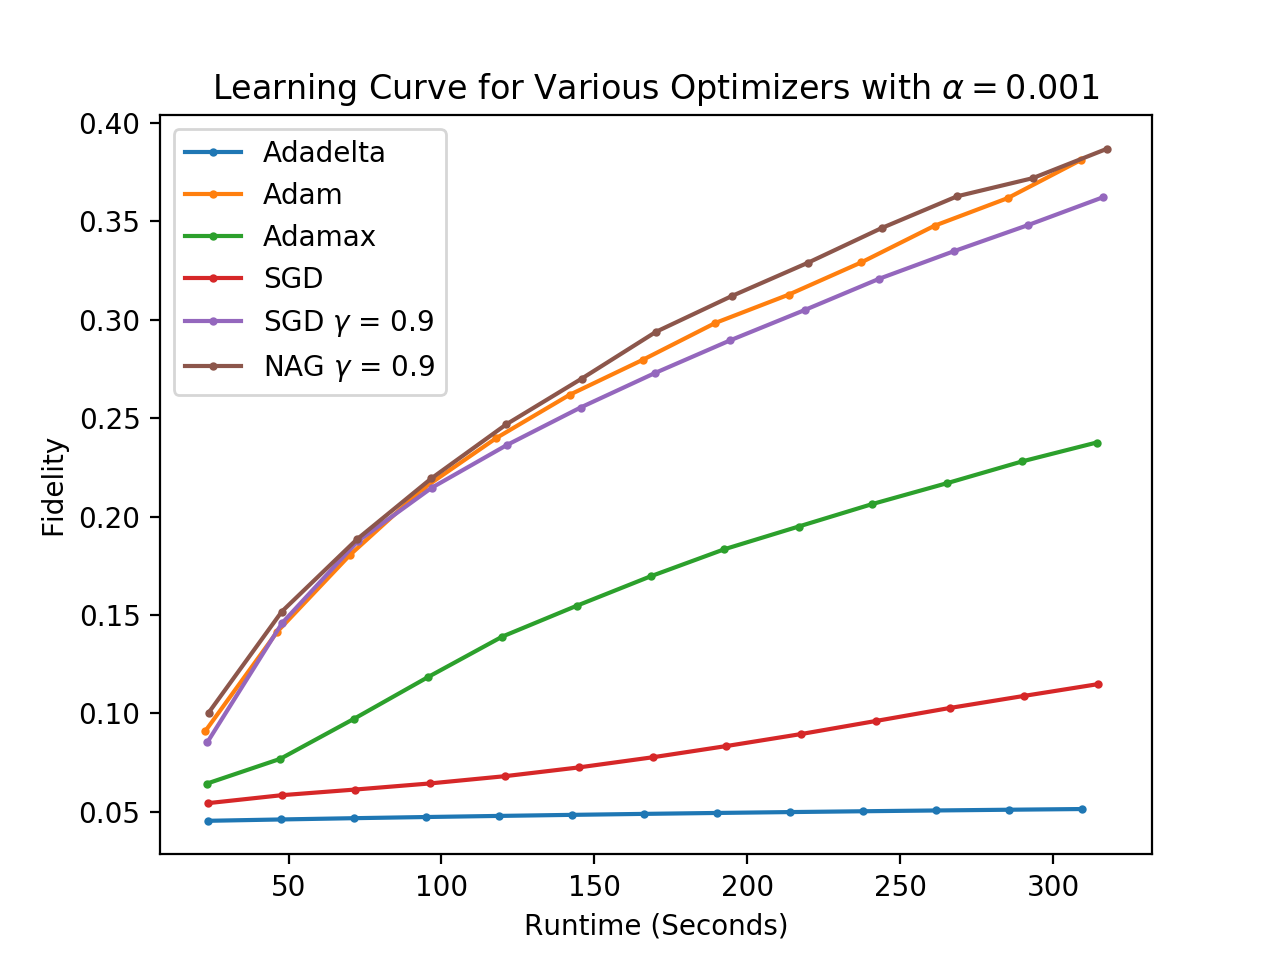 Learning Curve for Various Optimizers with α = 0.001
0.40
0.35
0.30
0.25
0.20
0.15
0.10
0.05
Fidelity
Adadelta
Adam
Adamax
SGD
SGD γ = 0.9
NAG γ = 0.9
50 100 150 200 250 300
Runtime (Seconds)